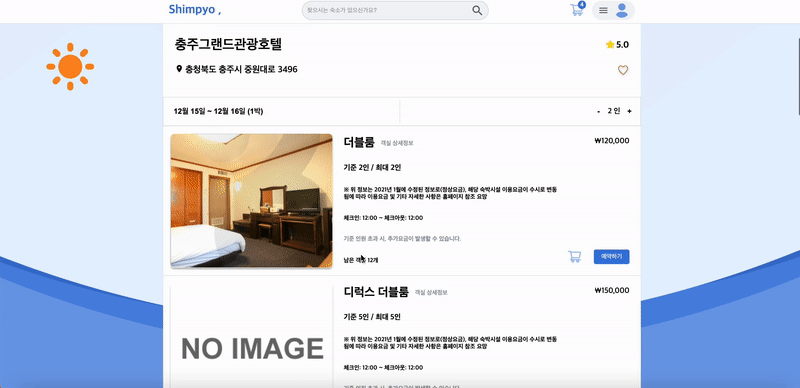 Shimpyo ,
찾으시는 숙소가 있으신가요?
4
충주그랜드관광호텔
5.0
충청북도 충주시 중원대로 3496
12월 15일 ~ 12월 16일 (1박)
- 2 인 +
더블룸 객실 상세정보
₩120,000
기준 2인 / 최대 2인
※ 위 정보는 2021년 1월에 수정된 정보로(정상요금), 해당 숙박시설 이용요금이 수시로 변동
됨에 따라 이용요금 및 기타 자세한 사항은 홈페이지 참조 요망
체크인: 12:00 ~ 체크아웃: 12:00
기준 인원 초과 시, 추가요금이 발생할 수 있습니다.
남은 객실 12개
예약하기
디럭스 더블룸 객실 상세정보
₩150,000
NO IMAGE
기준 5인 / 최대 5인
※ 위 정보는 2021년 1월에 수정된 정보로(정상요금), 해당 숙박시설 이용요금이 수시로 변동
됨에 따라 이용요금 및 기타 자세한 사항은 홈페이지 참조 요망
체크인: 12:00 ~ 체크아웃: 12:00